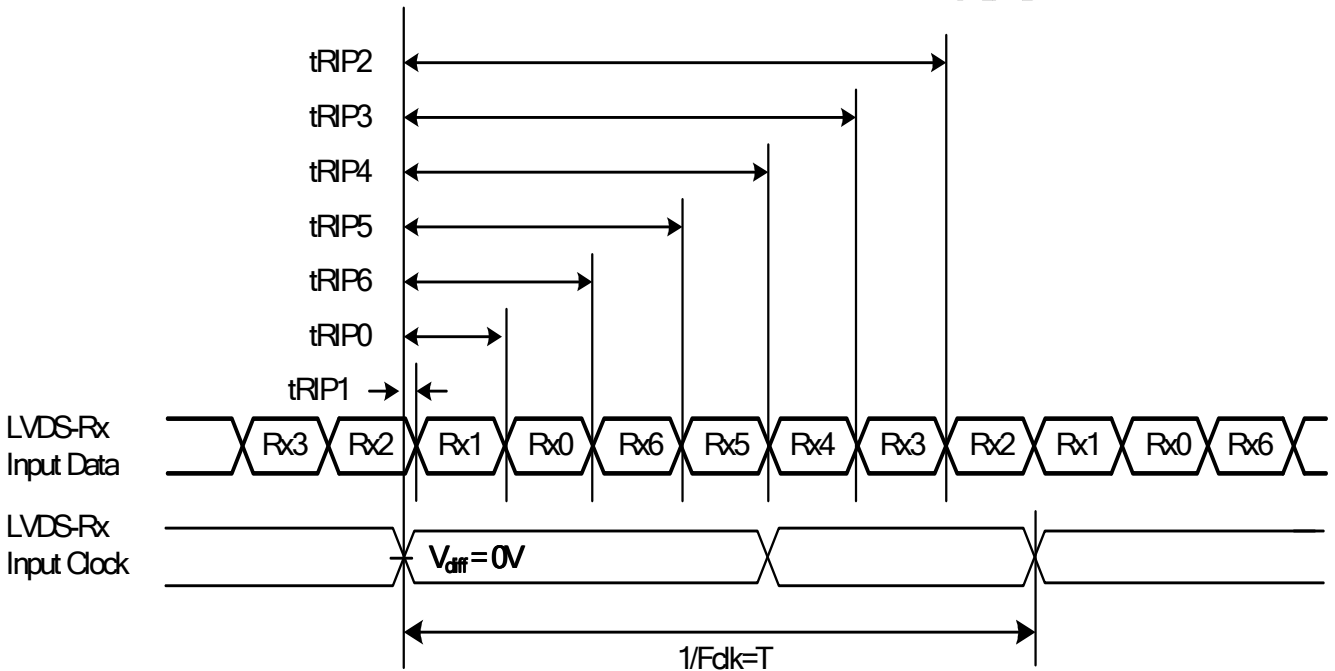 tRIP2
tRIP3
tRIP4
tRIP5
tRIP6
tRIP0
tRIP1
LVDS-Rx
Input Data
Rx3 Rx2 Rx1 Rx0 Rx6 Rx5 Rx4 Rx3 Rx2 Rx1 Rx0 Rx6
LVDS-Rx
Input Clock
Vdiff = 0V
1/Fclk=T